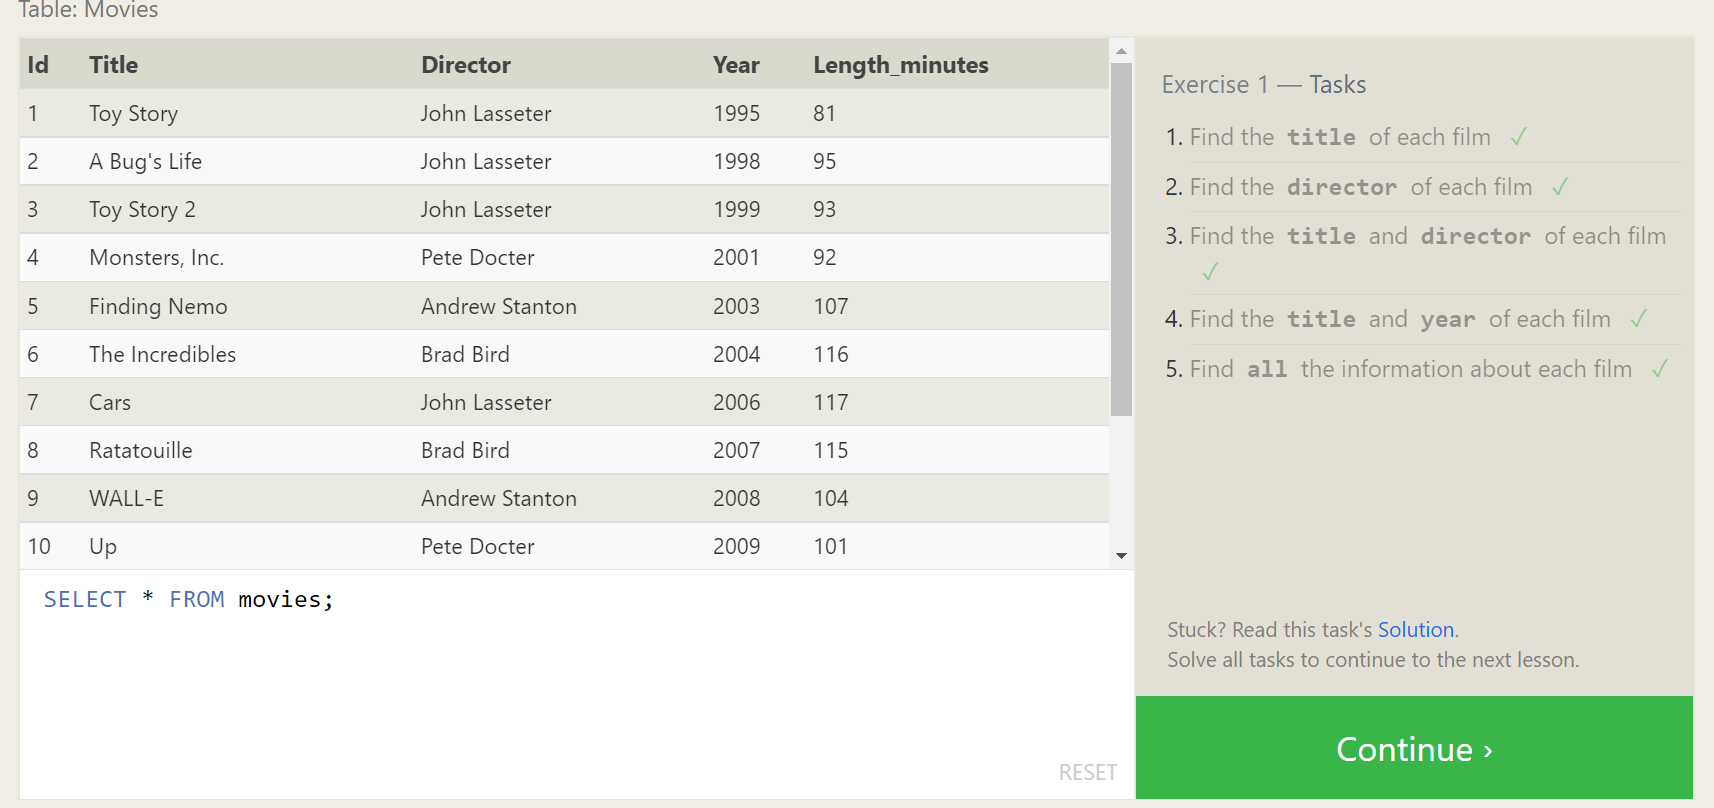 Table: Movies
Id Title Director Year Length_minutes
1 Toy Story John Lasseter 1995 81
2 A Bug's Life John Lasseter 1998 95
3 Toy Story 2 John Lasseter 1999 93
4 Monsters, Inc. Pete Docter 2001 92
5 Finding Nemo Andrew Stanton 2003 107
6 The Incredibles Brad Bird 2004 116
7 Cars John Lasseter 2006 117
8 Ratatouille Brad Bird 2007 115
9 WALL-E Andrew Stanton 2008 104
10 Up Pete Docter 2009 101
SELECT * FROM movies;
RESET
Exercise 1 — Tasks
1. Find the title of each film ✓
2. Find the director of each film ✓
3. Find the title and director of each film
✓
4. Find the title and year of each film ✓
5. Find all the information about each film ✓
Stuck? Read this task's Solution.
Solve all tasks to continue to the next lesson.
Continue ›